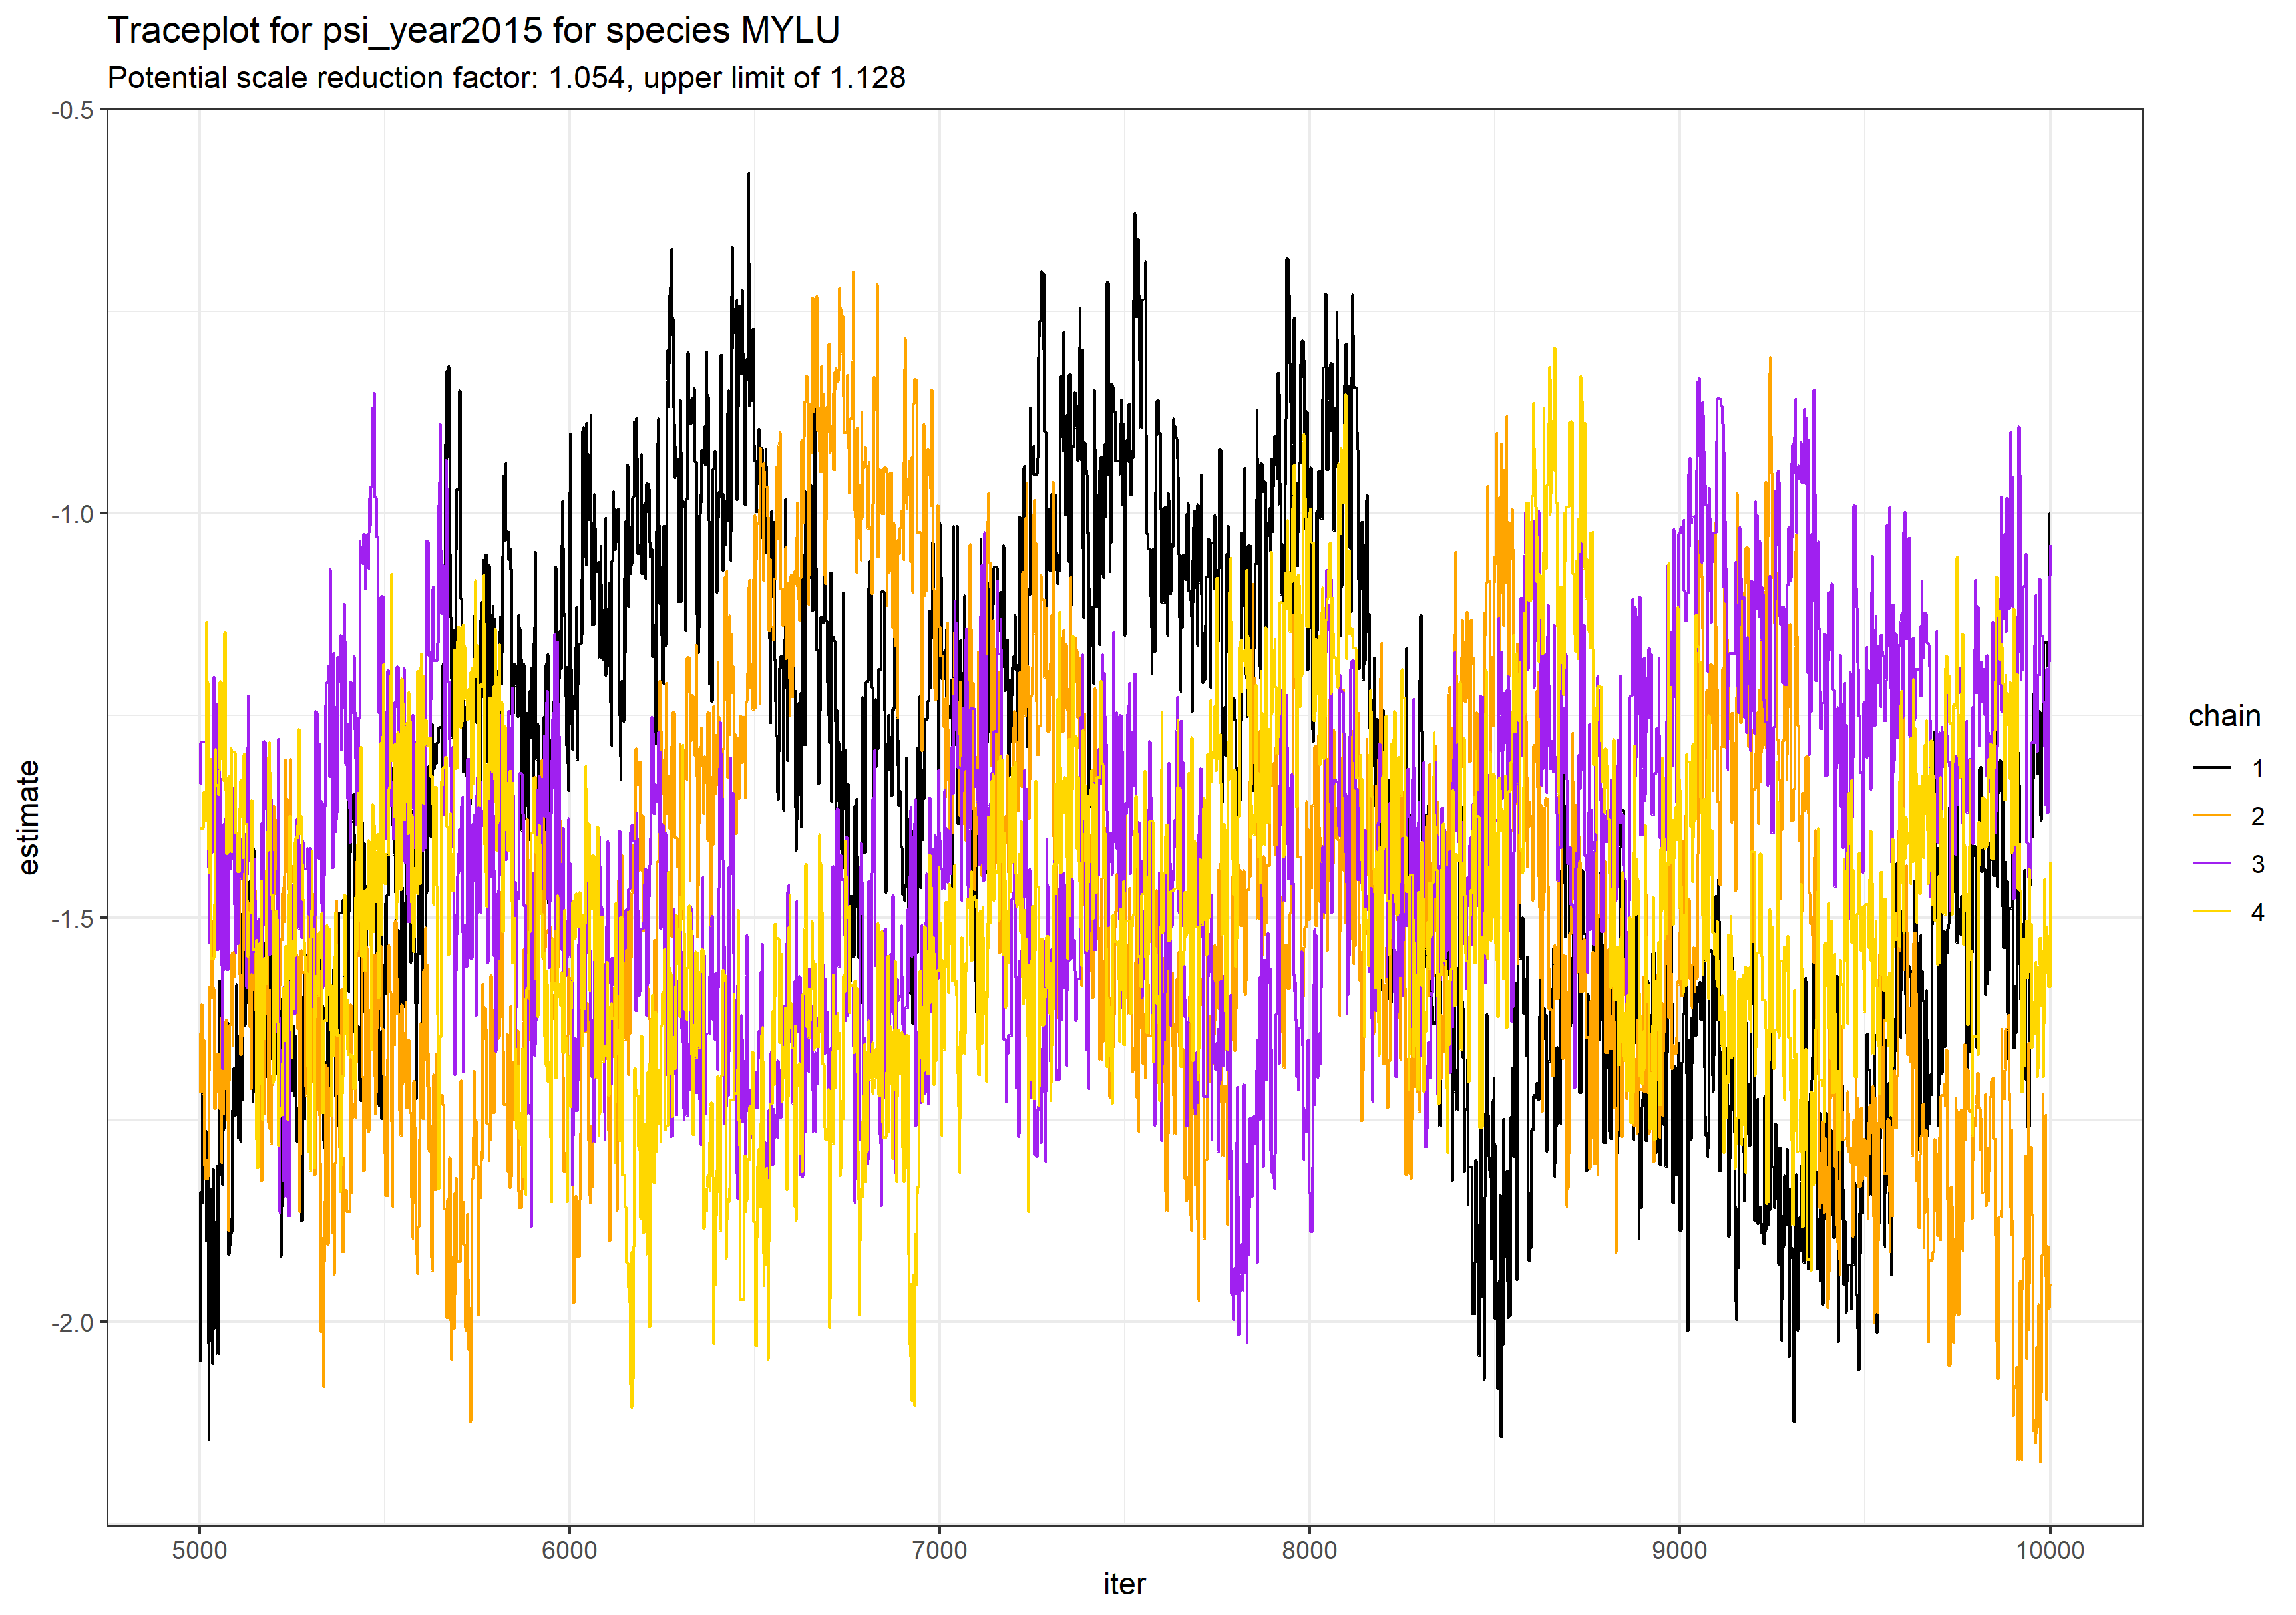 Traceplot for psi_year2015 for species MYLU
Potential scale reduction factor: 1.054, upper limit of 1.128
-0.5
-1.0
-1.5
-2.0
estimate
5000 6000 7000 8000 9000 10000
iter
chain
1
2
3
4